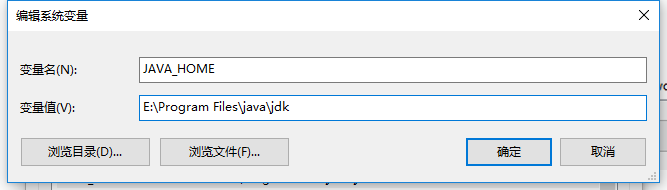 编辑系统变量
变量名(N):
JAVA_HOME
变量值(V):
E:\Program Files\java\jdk
浏览目录(D)...
浏览文件(F)...
确定
取消